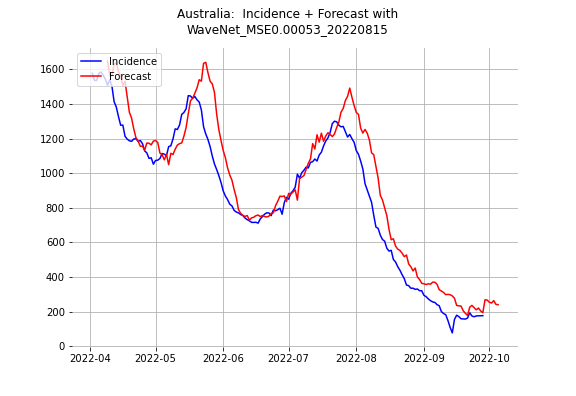 Australia:  Incidence + Forecast with
WaveNet_MSE0.00053_20220815
Incidence
Forecast
1600
1400
1200
1000
800
600
400
200
0
2022-04 2022-05 2022-06 2022-07 2022-08 2022-09 2022-10